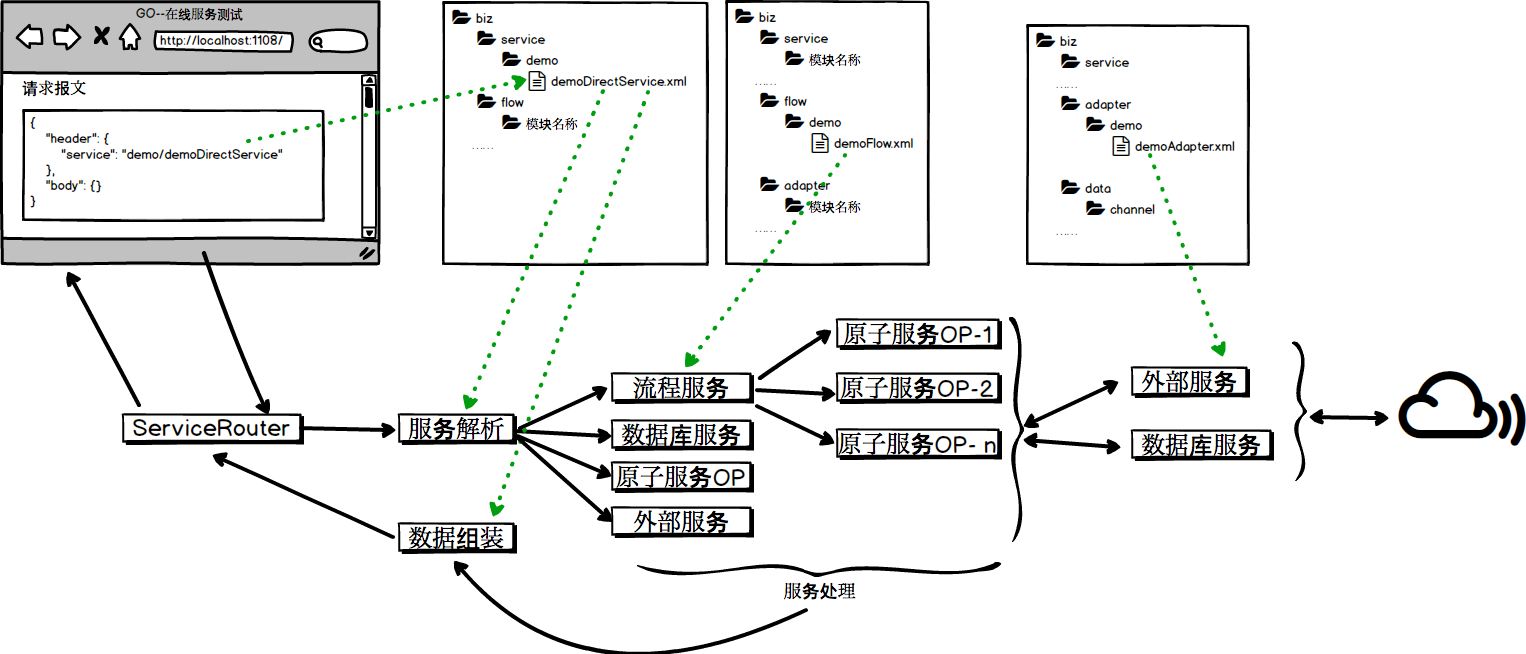 GO--在线服务测试
http://localhost:1108/
请求报文
{
"header": {
"service": "demo/demoDirectService"
},
"body": {}
}
biz
service
demo
demoDirectService.xml
flow
模块名称
......
biz
service
模块名称
......
flow
demo
demoFlow.xml
adapter
模块名称
......
biz
service
......
adapter
demo
demoAdapter.xml
data
channel
......
ServiceRouter
服务解析
数据组装
流程服务
数据库服务
原子服务OP
外部服务
原子服务OP-1
原子服务OP-2
原子服务OP- n
服务处理
外部服务
数据库服务